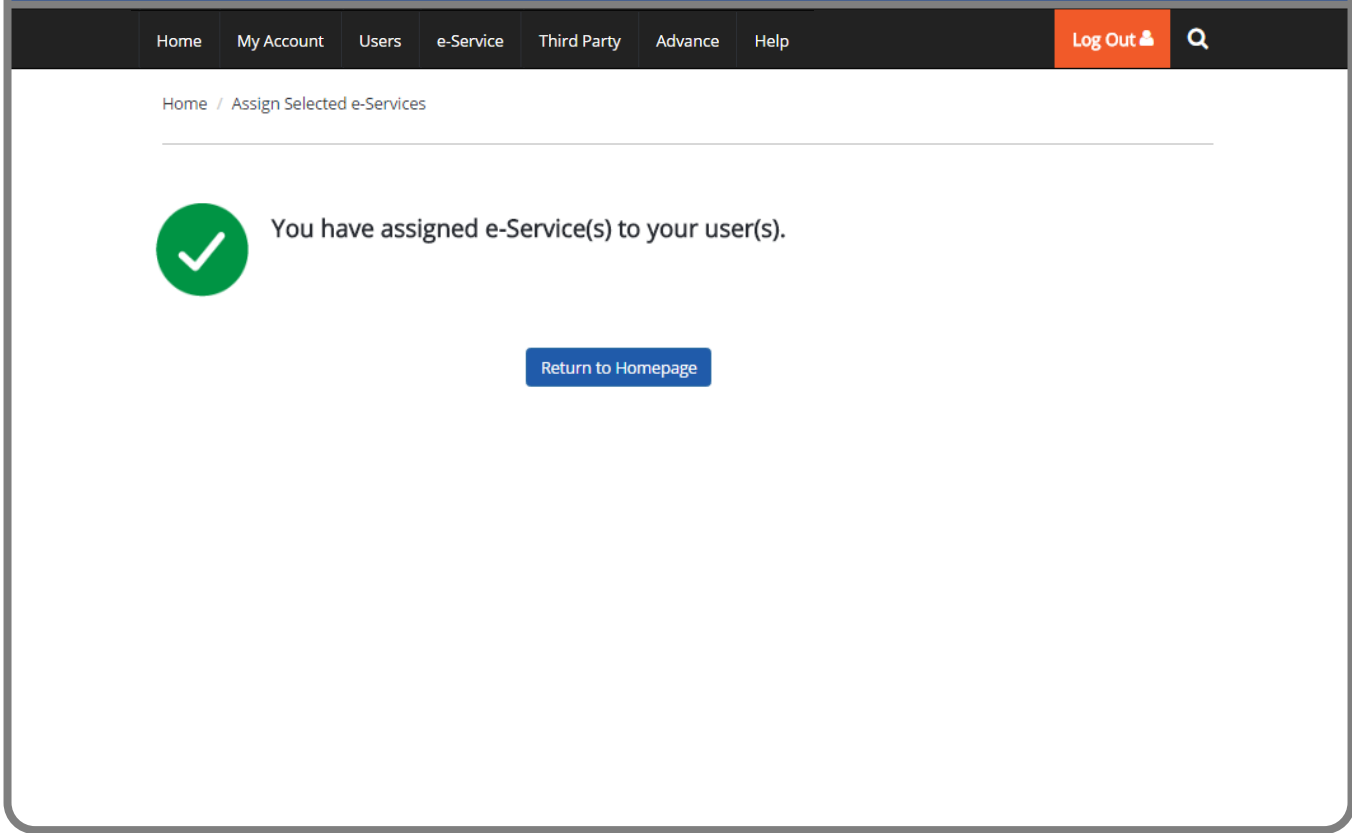 Home My Account Users e-Service Third Party Advance Help Log Out
Home / Assign Selected e-Services
You have assigned e-Service(s) to your user(s).
Return to Homepage